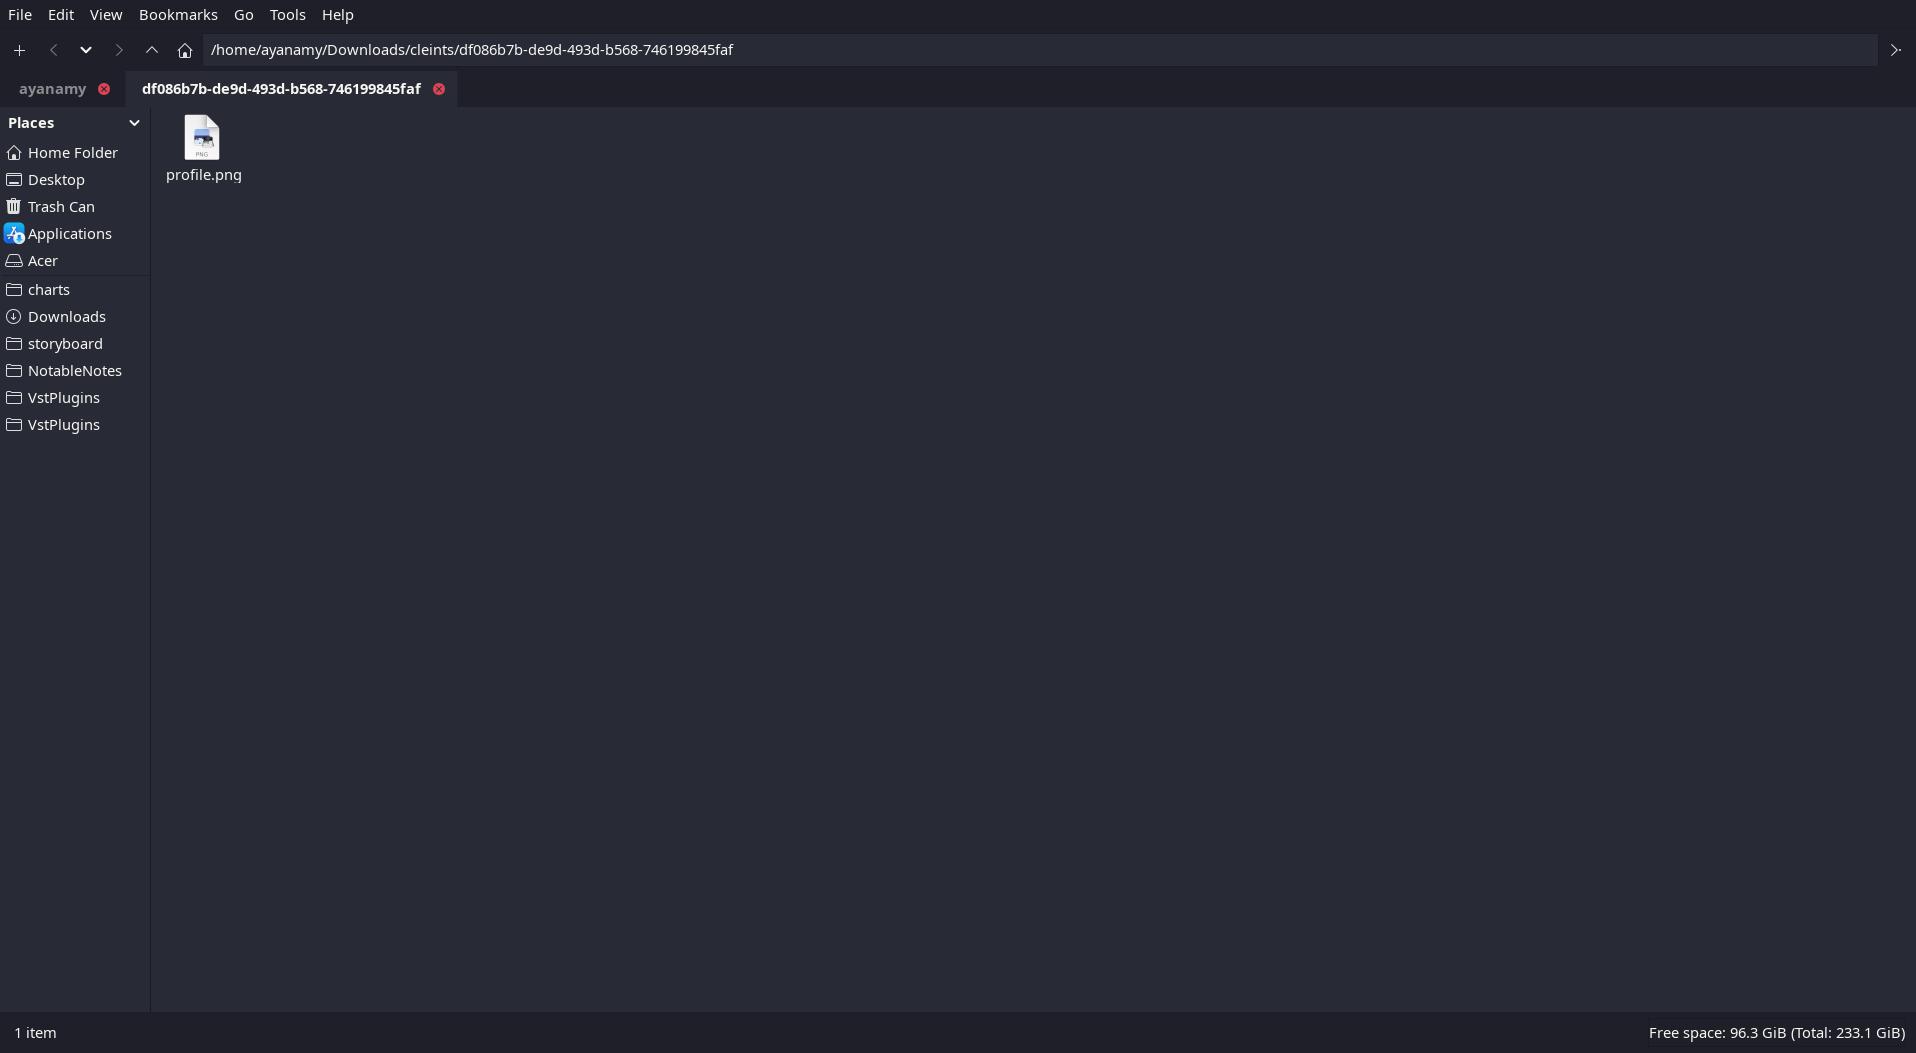 File Edit View Bookmarks Go Tools Help
/home/ayanamy/Downloads/cleints/df086b7b-de9d-493d-b568-746199845faf
ayanamy df086b7b-de9d-493d-b568-746199845faf
Places
Home Folder
Desktop
Trash Can
Applications
Acer
charts
Downloads
storyboard
NotableNotes
VstPlugins
VstPlugins
PNG
profile.png
1 item
Free space: 96.3 GiB (Total: 233.1 GiB)